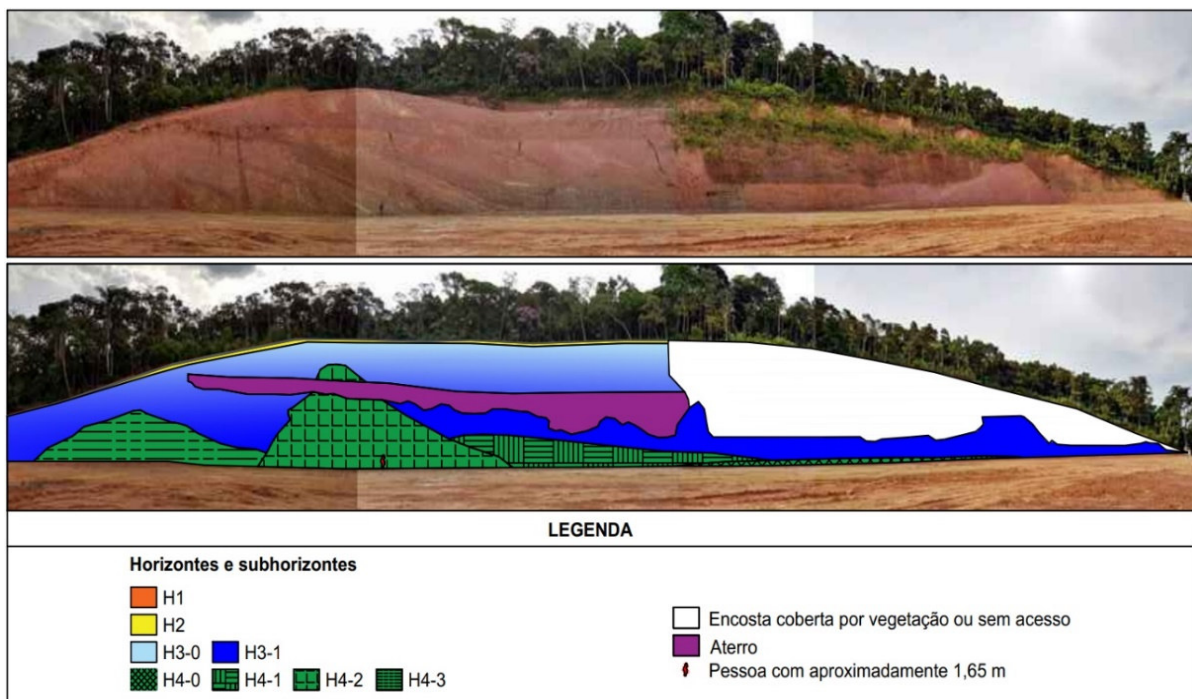 LEGENDA
Horizontes e subhorizontes
H1
H2
H3-0 H3-1
H4-0 H4-1 H4-2 H4-3
Encosta coberta por vegetação ou sem acesso
Aterro
Pessoa com aproximadamente 1,65 m